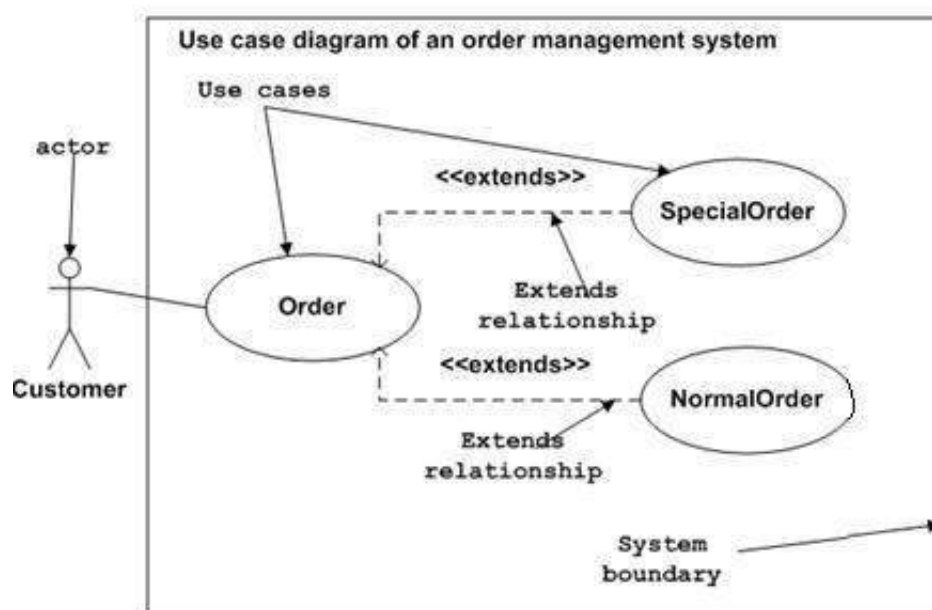 Use case diagram of an order management system
Use cases
actor
<<extends>>
SpecialOrder
Extends
relationship
Order
Customer
<<extends>>
NormalOrder
Extends
relationship
System
boundary